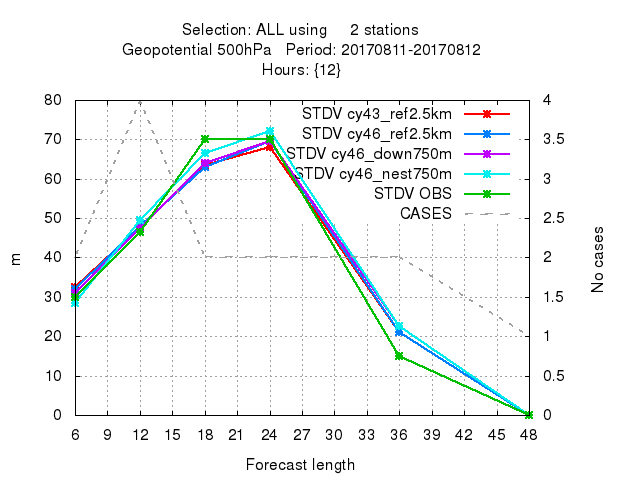 Selection: ALL using     2 stations
Geopotential 500hPa   Period: 20170811-20170812
Hours: {12}
80
70
60
50
40
30
20
10
0
m
4
3.5
3
2.5
2
1.5
1
0.5
0
No cases
STDV cy43_ref2.5km
STDV cy46_ref2.5km
STDV cy46_down750m
STDV cy46_nest750m
STDV OBS
CASES
6 12 15 18 21 24 27 30 33 36 39 42 45 48
Forecast length